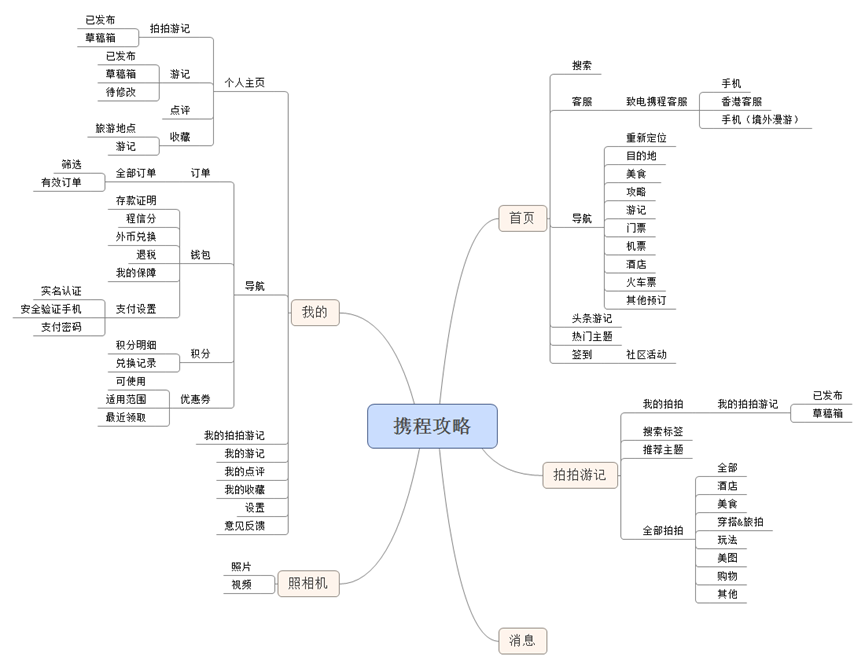 携程攻略
首页
搜索
客服
致电携程客服
手机
香港客服
手机（境外漫游）
导航
重新定位
目的地
美食
攻略
游记
门票
机票
酒店
火车票
其他预订
头条游记
热门主题
签到
社区活动
拍拍游记
我的拍拍
我的拍拍游记
已发布
草稿箱
搜索标签
推荐主题
全部拍拍
全部
酒店
美食
穿搭&旅拍
玩法
美图
购物
其他
消息
我的
个人主页
拍拍游记
已发布
草稿箱
游记
已发布
草稿箱
待修改
点评
收藏
旅游地点
游记
导航
订单
全部订单
筛选
有效订单
钱包
存款证明
程信分
外币兑换
退税
我的保障
支付设置
实名认证
安全验证手机
支付密码
积分
积分明细
兑换记录
优惠券
可使用
适用范围
最近领取
我的拍拍游记
我的游记
我的点评
我的收藏
设置
意见反馈
照相机
照片
视频